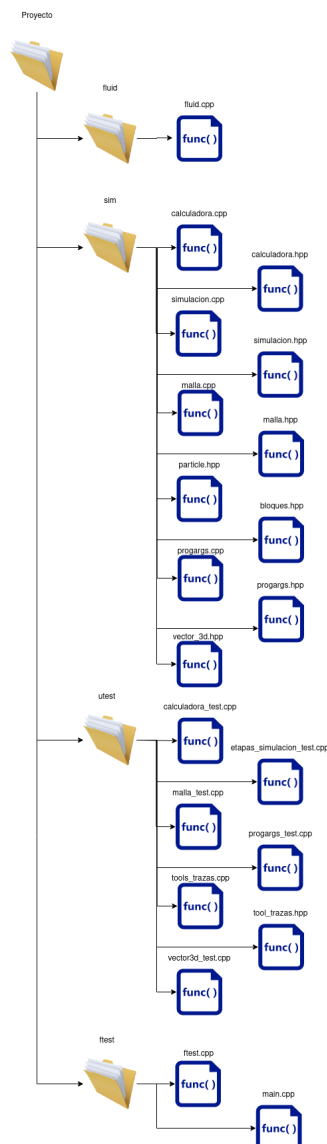 Proyecto
fluid
fluid.cpp
func( )
sim
calculadora.cpp
func( )
calculadora.hpp
func( )
simulacion.cpp
func( )
simulacion.hpp
func( )
malla.cpp
func( )
malla.hpp
func( )
particle.hpp
func( )
bloques.hpp
func( )
progargs.cpp
func( )
progargs.hpp
func( )
vector_3d.hpp
func( )
utest
calculadora_test.cpp
func( )
etapas_simulacion_test.cpp
func( )
malla_test.cpp
func( )
progargs_test.cpp
func( )
tools_trazas.cpp
func( )
tool_trazas.hpp
func( )
vector3d_test.cpp
func( )
ftest
ftest.cpp
func( )
main.cpp
func( )